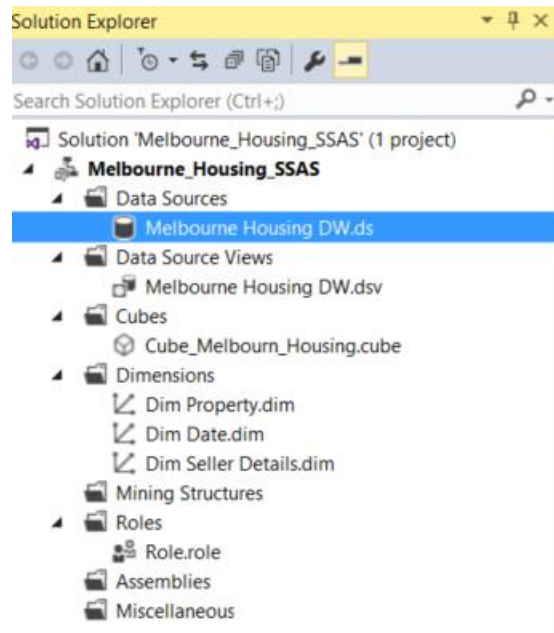 Solution Explorer
Search Solution Explorer (Ctrl+;)
Solution 'Melbourne_Housing_SSAS' (1 project)
Melbourne_Housing_SSAS
Data Sources
Melbourne Housing DW.ds
Data Source Views
Melbourne Housing DW.dsv
Cubes
Cube_Melbourn_Housing.cube
Dimensions
Dim Property.dim
Dim Date.dim
Dim Seller Details.dim
Mining Structures
Roles
Role.role
Assemblies
Miscellaneous